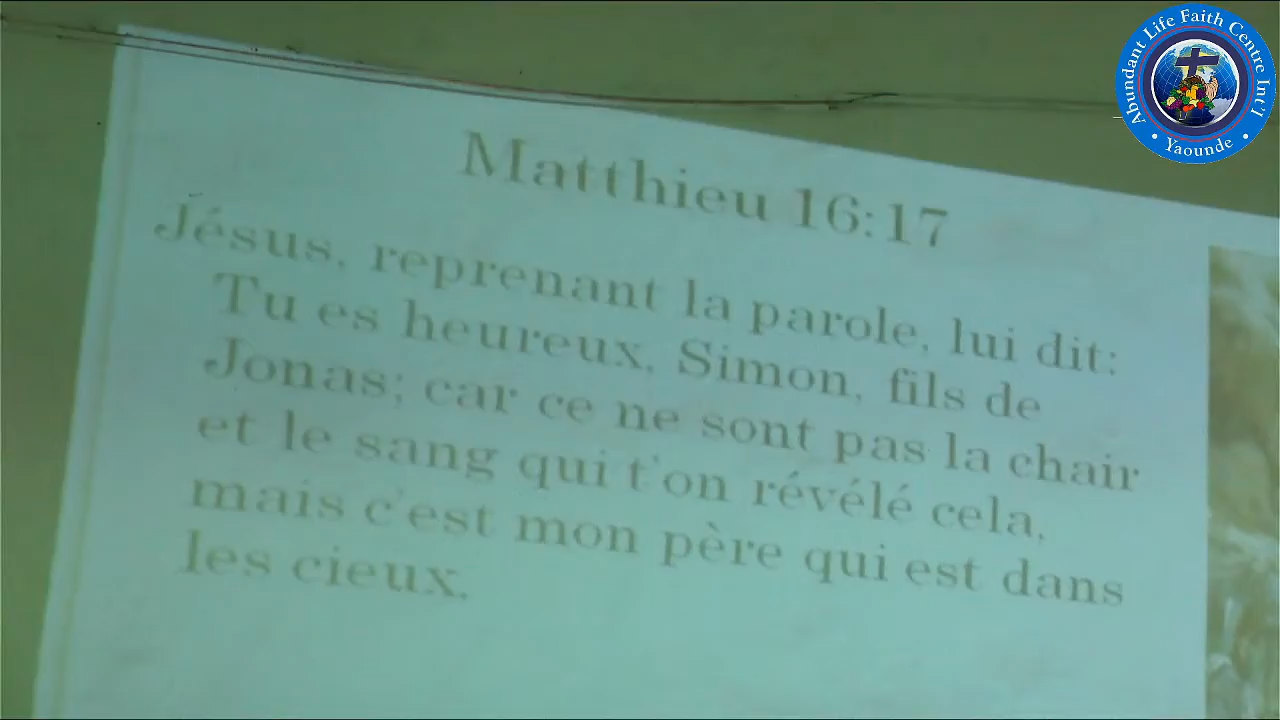 Abundant Life Faith Centre Int'l
• Yaounde •
Matthieu 16:17
Jésus, reprenant la parole, lui dit:
Tu es heureux, Simon, fils de
Jonas; car ce ne sont pas la chair
et le sang qui t'on révélé cela,
mais c'est mon père qui est dans
les cieux.